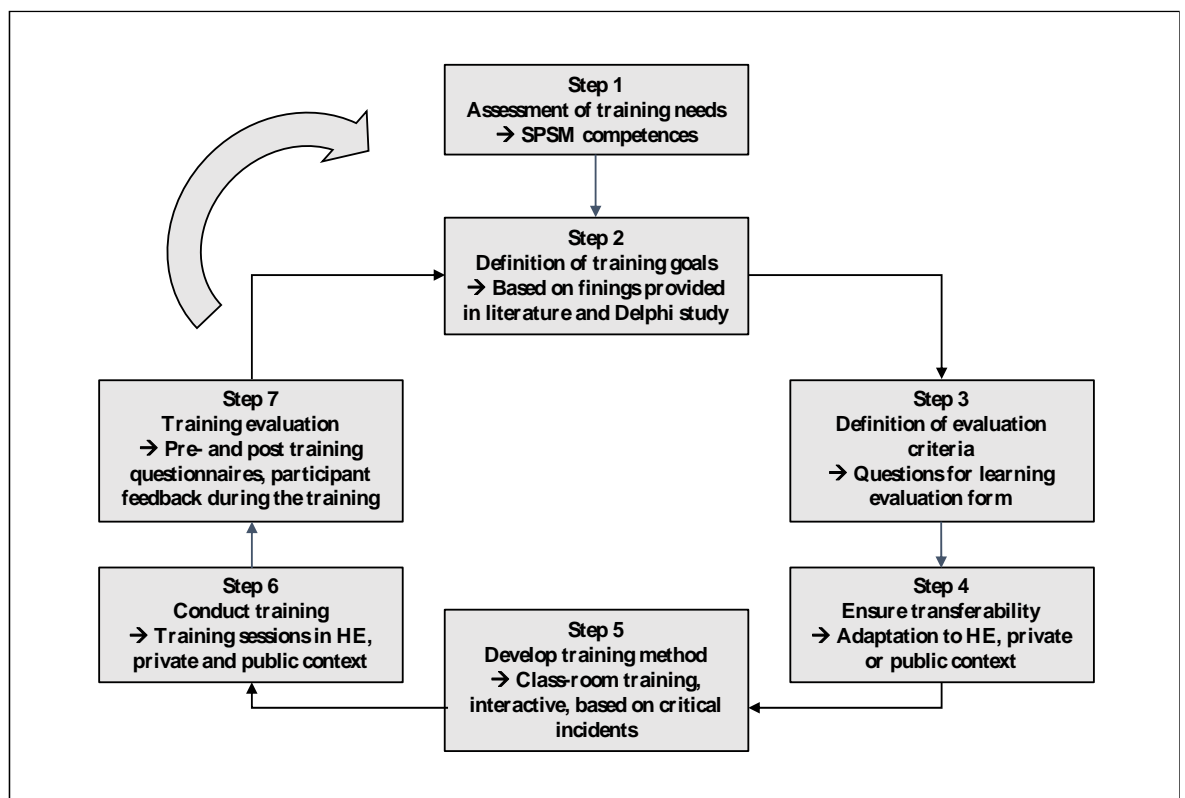 Step 1
Assessment of training needs
→ SPSM competences
Step 2
Definition of training goals
→ Based on finings provided
in literature and Delphi study
Step 3
Definition of evaluation
criteria
→ Questions for learning
evaluation form
Step 4
Ensure transferability
→ Adaptation to HE, private
or public context
Step 5
Develop training method
→ Class-room training,
interactive, based on critical
incidents
Step 6
Conduct training
→ Training sessions in HE,
private and public context
Step 7
Training evaluation
→ Pre- and post training
questionnaires, participant
feedback during the training